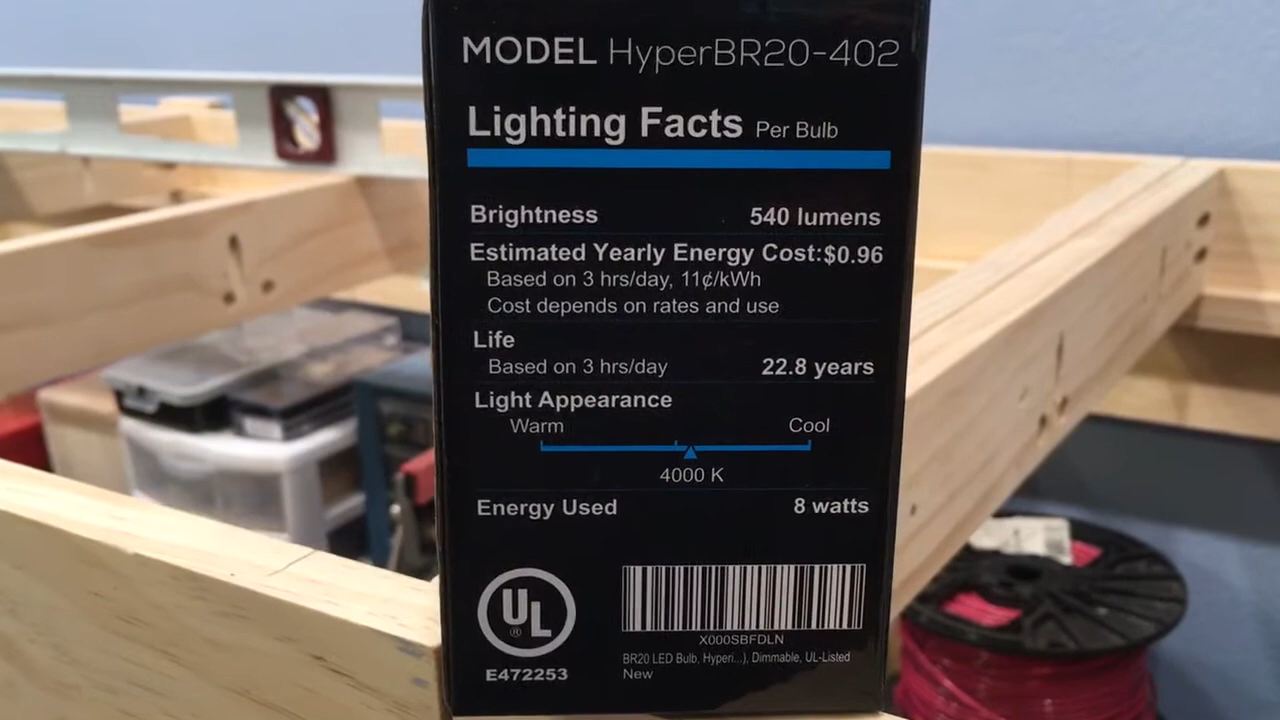 MODEL HyperBR20-402
Lighting Facts Per Bulb
Brightness 540 lumens
Estimated Yearly Energy Cost:$0.96
Based on 3 hrs/day, 11¢/kWh
Cost depends on rates and use
Life
Based on 3 hrs/day 22.8 years
Light Appearance
Warm Cool
4000 K
Energy Used 8 watts
UL®
E472253
X000SBFDLN
BR20 LED Bulb, Hyperi...), Dimmable, UL-Listed
New